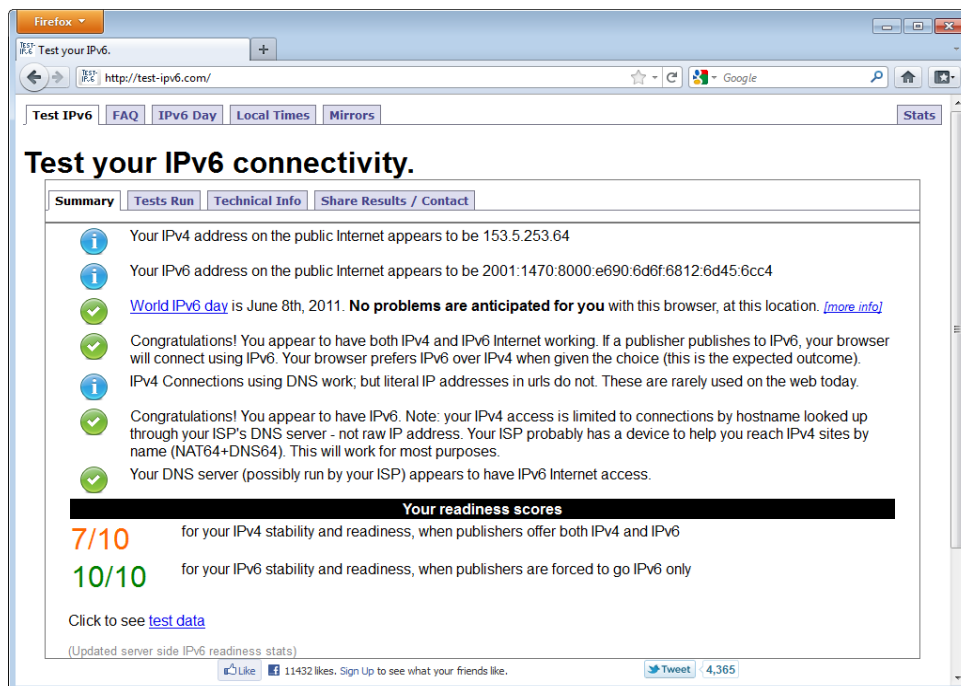 Firefox
Test your IPv6.
http://test-ipv6.com/
Google
Test IPv6 FAQ IPv6 Day Local Times Mirrors Stats
Test your IPv6 connectivity.
Summary Tests Run Technical Info Share Results / Contact
Your IPv4 address on the public Internet appears to be 153.5.253.64
Your IPv6 address on the public Internet appears to be 2001:1470:8000:e690:6d6f:6812:6d45:6cc4
World IPv6 day is June 8th, 2011. No problems are anticipated for you with this browser, at this location. [more info]
Congratulations! You appear to have both IPv4 and IPv6 Internet working. If a publisher publishes to IPv6, your browser
will connect using IPv6. Your browser prefers IPv6 over IPv4 when given the choice (this is the expected outcome).
IPv4 Connections using DNS work; but literal IP addresses in urls do not. These are rarely used on the web today.
Congratulations! You appear to have IPv6. Note: your IPv4 access is limited to connections by hostname looked up
through your ISP's DNS server - not raw IP address. Your ISP probably has a device to help you reach IPv4 sites by
name (NAT64+DNS64). This will work for most purposes.
Your DNS server (possibly run by your ISP) appears to have IPv6 Internet access.
Your readiness scores
7/10 for your IPv4 stability and readiness, when publishers offer both IPv4 and IPv6
10/10 for your IPv6 stability and readiness, when publishers are forced to go IPv6 only
Click to see test data
(Updated server side IPv6 readiness stats)
Like 11432 likes. Sign Up to see what your friends like. Tweet 4,365